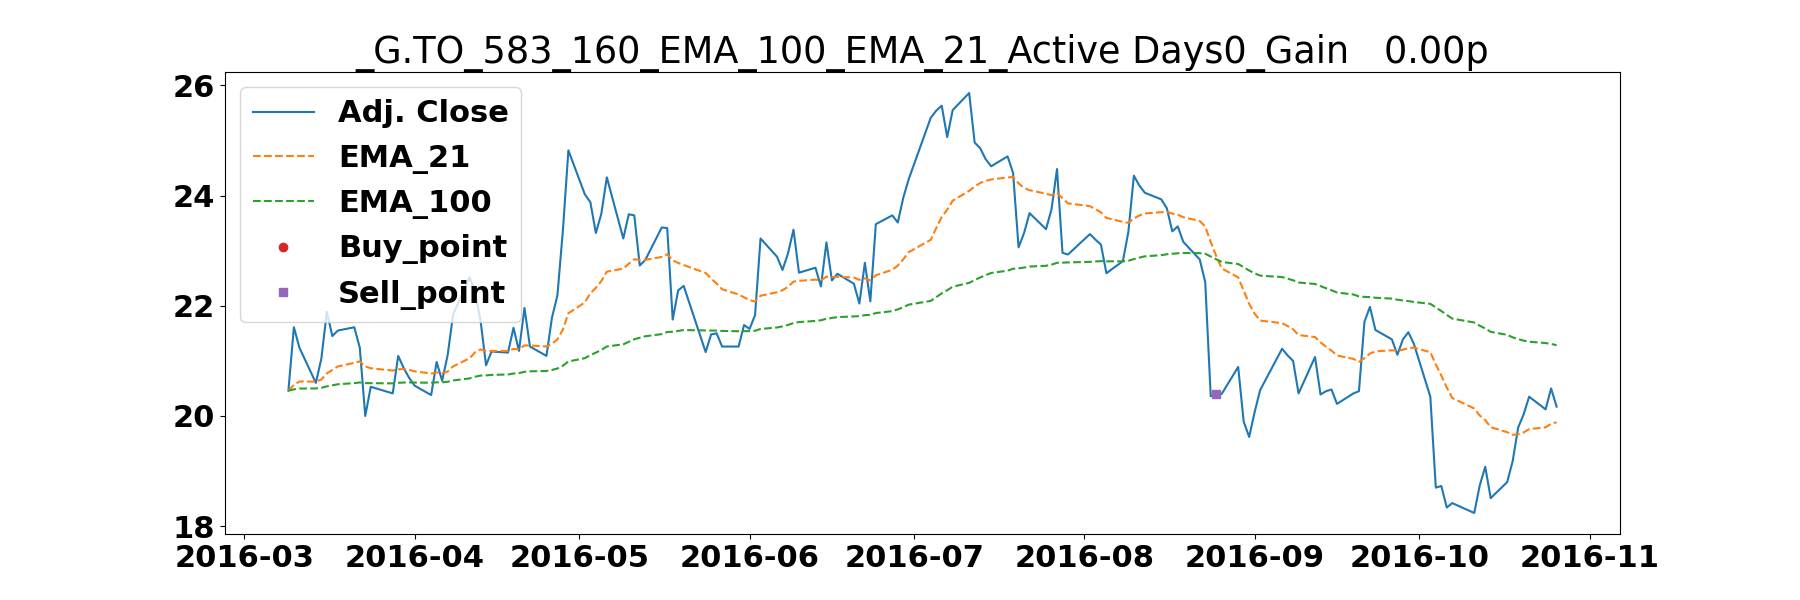 _G.TO_583_160_EMA_100_EMA_21_Active Days0_Gain   0.00p
26
24
22
20
18
Adj. Close
EMA_21
EMA_100
Buy_point
Sell_point
2016-03 2016-04 2016-05 2016-06 2016-07 2016-08 2016-09 2016-10 2016-11